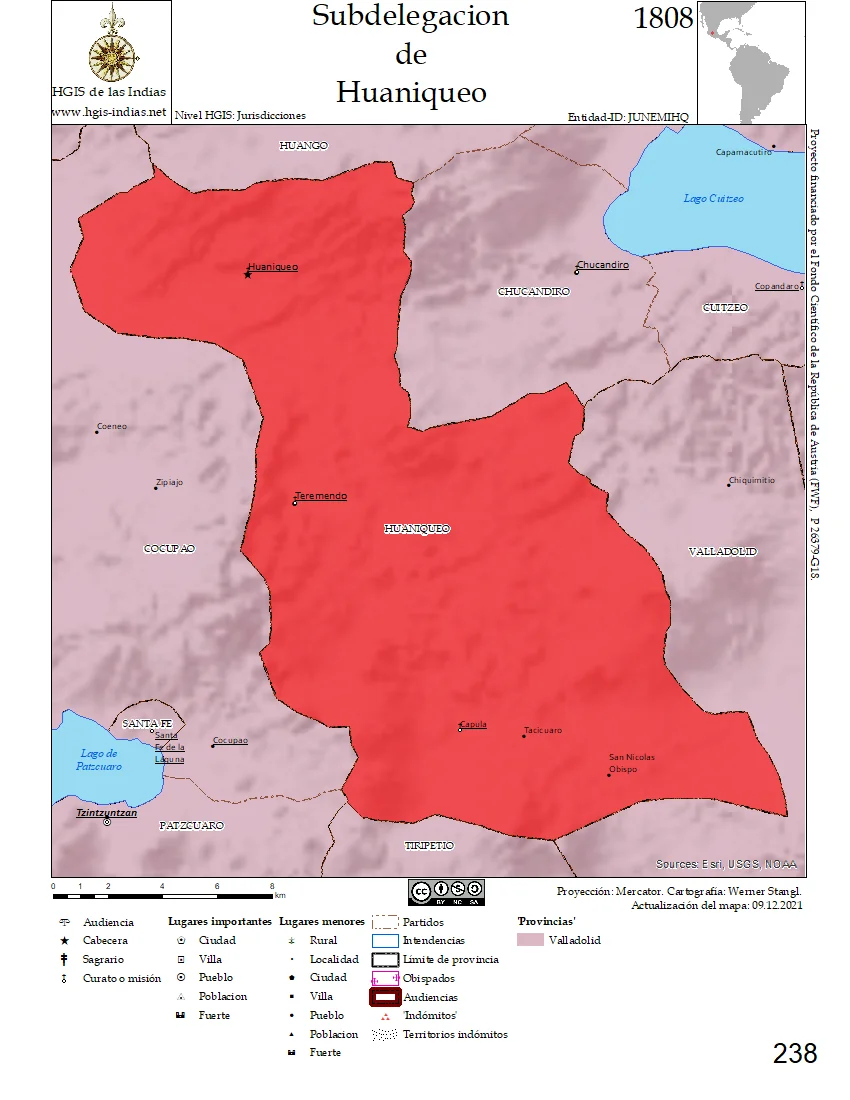 Subdelegacion
de
Huaniqueo
1808
HGIS de las Indias
www.hgis-indias.net
Nivel HGIS: Jurisdicciones
Entidad-ID: JUNEMIHQ
HUANGO
Capamacutiro
Lago Cuitzeo
Huaniqueo
Chucandiro
CHUCANDIRO
Copandaro
CUITZEO
Coeneo
Zipiajo
Teremendo
Chiquimitio
HUANIQUEO
COCUPAO
VALLADOLID
SANTA FE
Santa
Fe de la
Laguna
Cocupao
Capula
Tacicuaro
Lago de
Patzcuaro
San Nicolas
Obispo
Tzintzuntzan
PATZCUARO
TIRIPETIO
Sources: Esri, USGS, NOAA
Proyecto financiado por el Fondo Científico de la República de Austria (FWF), P 26379-G18.
0 1 2 4 6 8
km
CC BY NC SA
Proyección: Mercator. Cartografía: Werner Stangl.
Actualización del mapa: 09.12.2021
Audiencia
Cabecera
Sagrario
Curato o misión
Lugares importantes
Ciudad
Villa
Pueblo
Poblacion
Fuerte
Lugares menores
Rural
Localidad
Ciudad
Villa
Pueblo
Poblacion
Fuerte
Partidos
Intendencias
Límite de provincia
Obispados
Audiencias
'Indómitos'
Territorios indómitos
'Provincias'
Valladolid
238